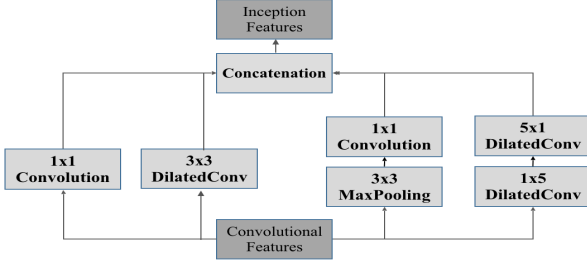 Inception
Features
Concatenation
1x1
Convolution
3x3
DilatedConv
1x1
Convolution
5x1
DilatedConv
3x3
MaxPooling
1x5
DilatedConv
Convolutional
Features